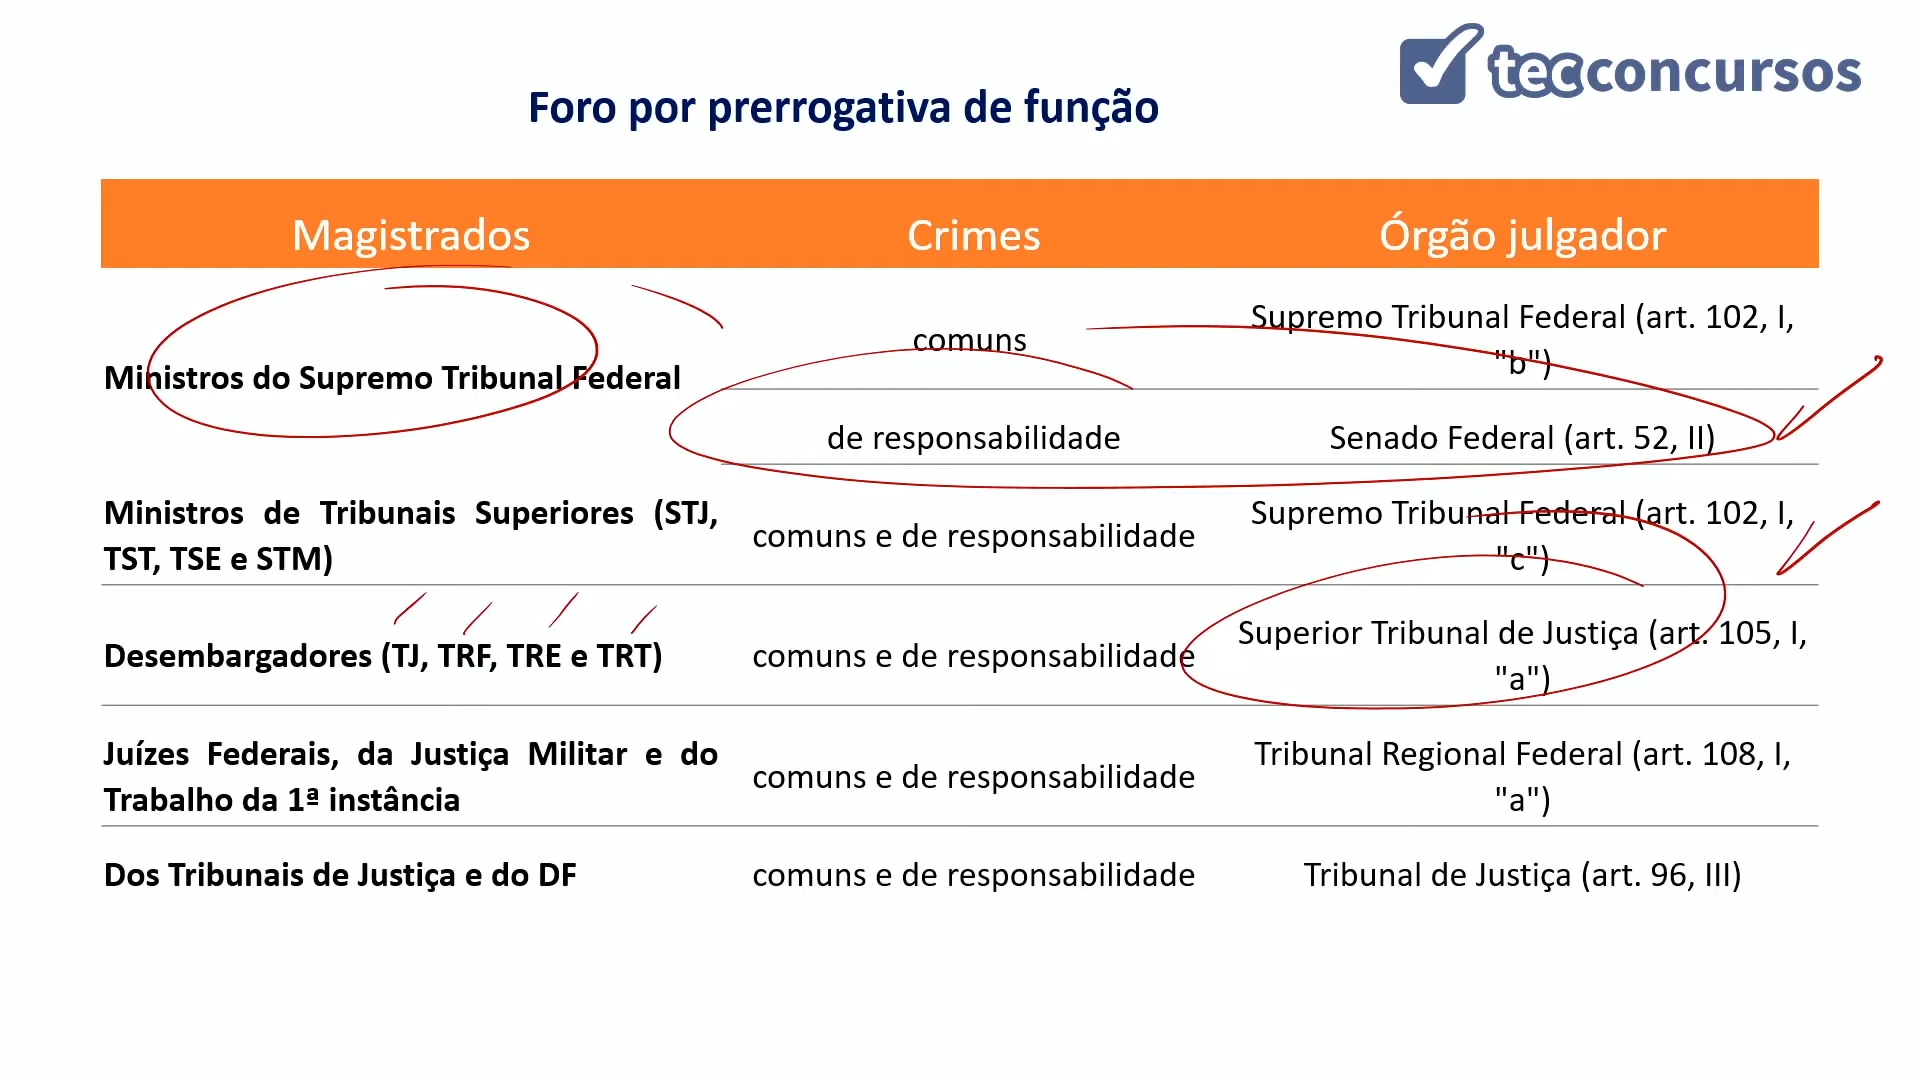 tecconcursos
Foro por prerrogativa de função
Magistrados Crimes Órgão julgador
Ministros do Supremo Tribunal Federal
comuns
Supremo Tribunal Federal (art. 102, I,
"b")
de responsabilidade
Senado Federal (art. 52, II)
Ministros de Tribunais Superiores (STJ,
TST, TSE e STM)
comuns e de responsabilidade
Supremo Tribunal Federal (art. 102, I,
"c")
Desembargadores (TJ, TRF, TRE e TRT)
comuns e de responsabilidade
Superior Tribunal de Justiça (art. 105, I,
"a")
Juízes Federais, da Justiça Militar e do
Trabalho da 1ª instância
comuns e de responsabilidade
Tribunal Regional Federal (art. 108, I,
"a")
Dos Tribunais de Justiça e do DF
comuns e de responsabilidade
Tribunal de Justiça (art. 96, III)